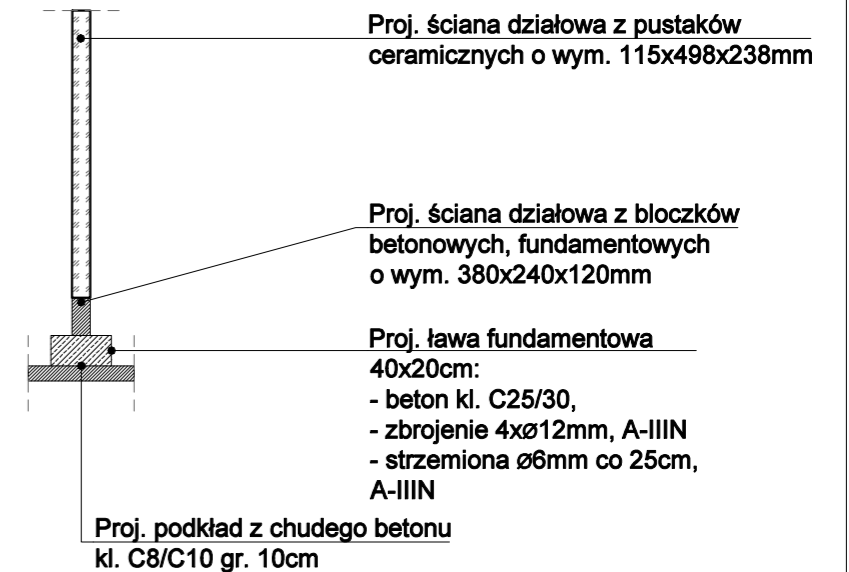 Proj. ściana działowa z pustaków
ceramicznych o wym. 115x498x238mm
Proj. ściana działowa z bloczków
betonowych, fundamentowych
o wym. 380x240x120mm
Proj. ława fundamentowa
40x20cm:
- beton kl. C25/30,
- zbrojenie 4xø12mm, A-IIIN
- strzemiona ø6mm co 25cm,
A-IIIN
Proj. podkład z chudego betonu
kl. C8/C10 gr. 10cm